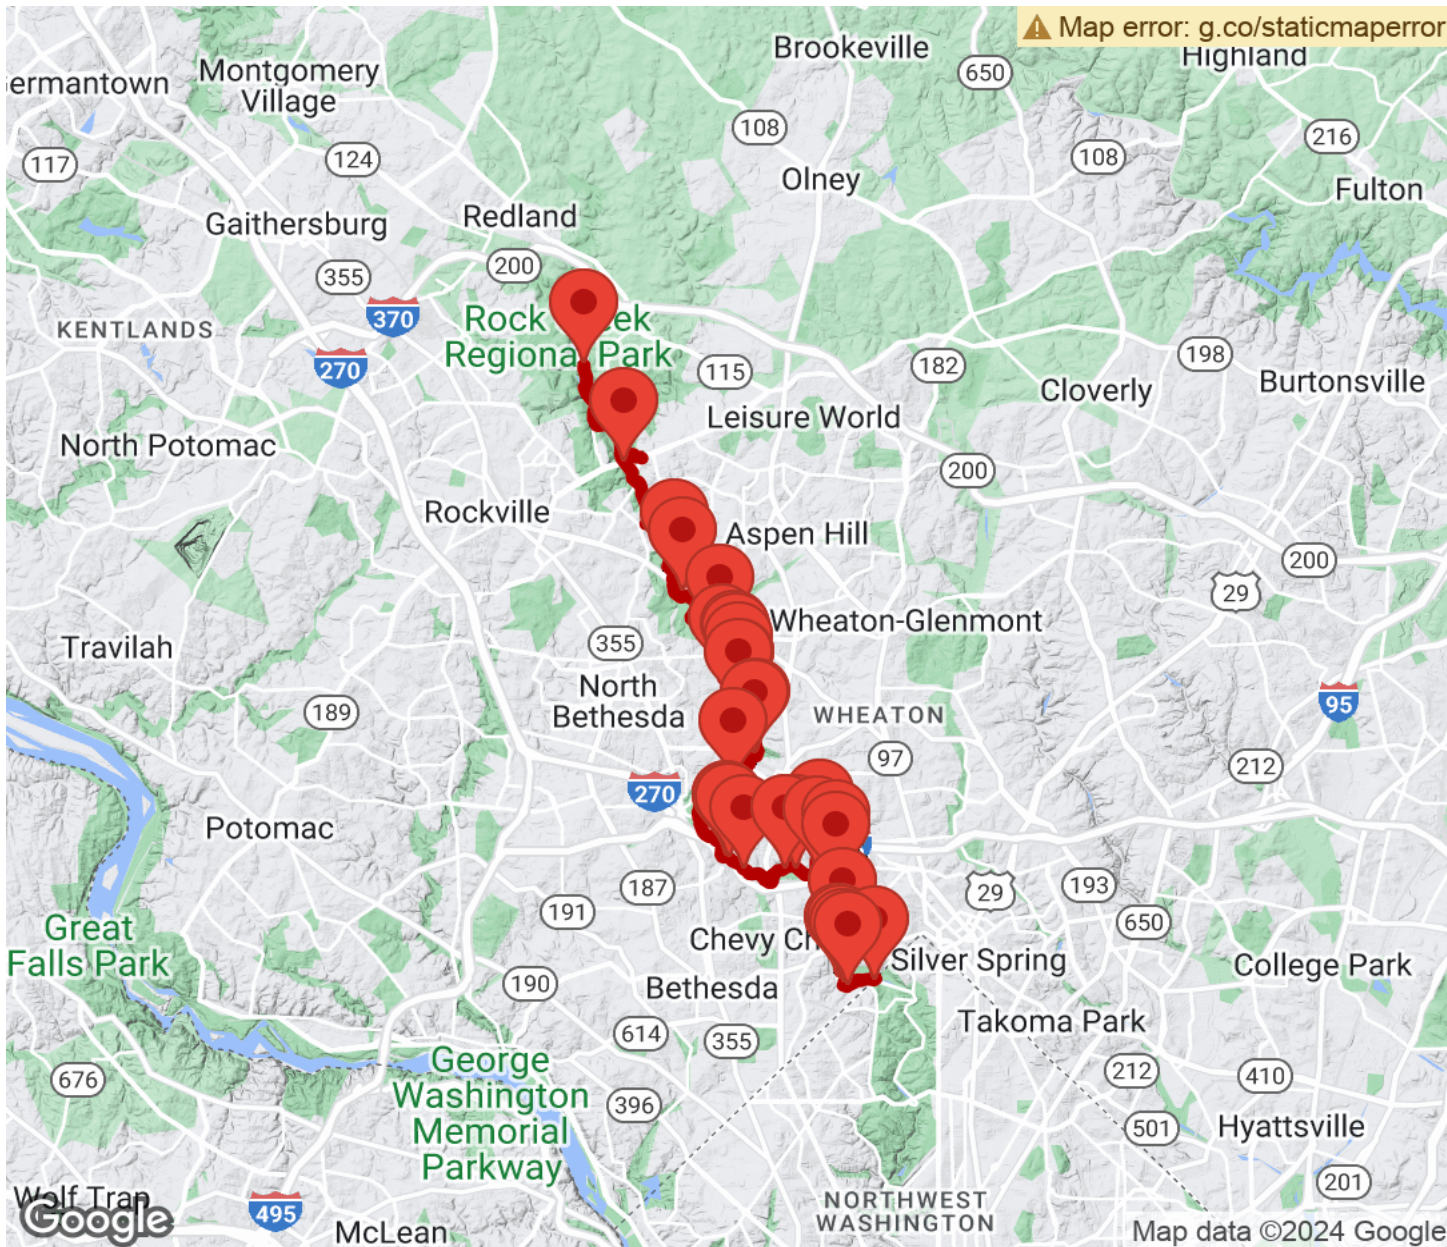 Map error: g.co/staticmaperror
Brookeville
Highland
650
ermantown
Montgomery
Village
108
216
117
124
108
Olney
Fulton
Gaithersburg
Redland
200
355
370
KENTLANDS
Rock
eek
Regional Park
270
115
182
198
Cloverly
Burtonsville
North Potomac
Leisure World
200
Rockville
Aspen Hill
200
29
Travilah
355
Wheaton-Glenmont
North
Bethesda
189
WHEATON
95
97
212
270
Potomac
187
29
193
191
650
Great
Falls Park
Chevy Ch
Silver Spring
College Park
190
Bethesda
Takoma Park
614
355
George
Washington
Memorial
Parkway
676
396
212
410
501
Hyattsville
Wolf Trap
495
McLean
NORTHWEST
WASHINGTON
201
Google
Map data ©2024 Google